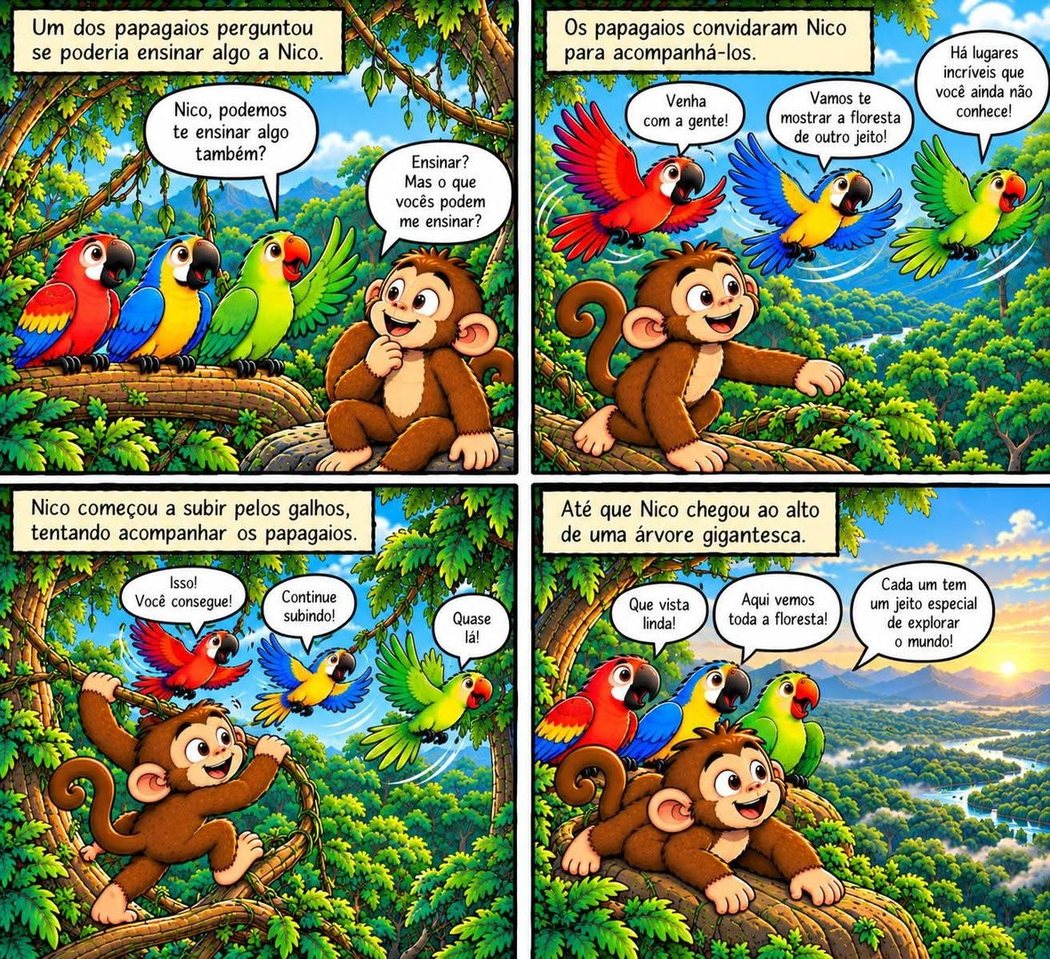 Um dos papagaios perguntou
se poderia ensinar algo a Nico.
Nico, podemos
te ensinar algo
também?
Ensinar?
Mas o que
vocês podem
me ensinar?
Os papagaios convidaram Nico
para acompanhá-los.
Venha
com a gente!
Vamos te
mostrar a floresta
de outro jeito!
Há lugares
incríveis que
você ainda não
conhece!
Nico começou a subir pelos galhos,
tentando acompanhar os papagaios.
Isso!
Você consegue!
Continue
subindo!
Quase
lá!
Até que Nico chegou ao alto
de uma árvore gigantesca.
Que vista
linda!
Aqui vemos
toda a floresta!
Cada um tem
um jeito especial
de explorar
o mundo!